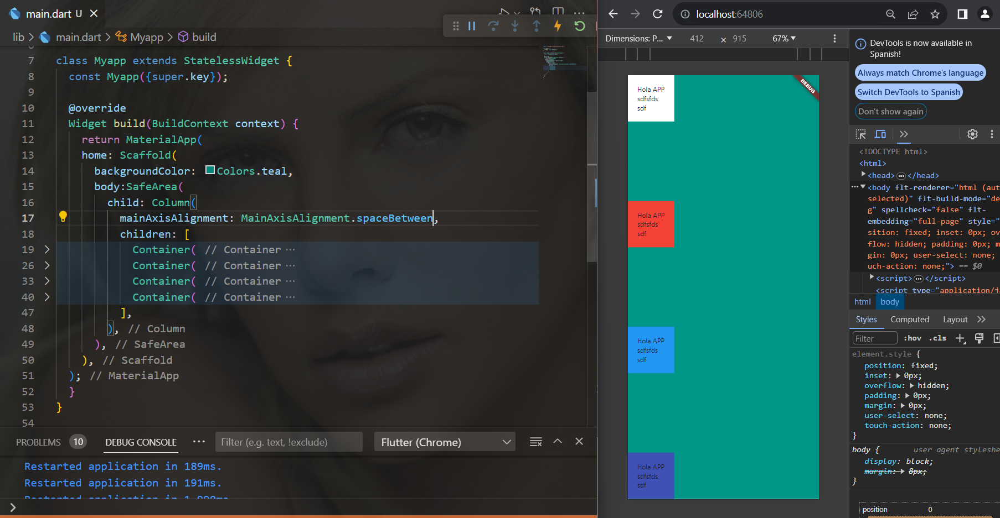 main.dart U
lib > main.dart > Myapp > build
7 class Myapp extends StatelessWidget {
8 const Myapp({super.key});
9
10 @override
11 Widget build(BuildContext context) {
12 return MaterialApp(
13 home: Scaffold(
14 backgroundColor: Colors.teal,
15 body:SafeArea(
16 child: Column(
17 mainAxisAlignment: MainAxisAlignment.spaceBetween,
18 children: [
19 Container( // Container ...
26 Container( // Container ...
33 Container( // Container ...
40 Container( // Container ...
47 ],
48 ), // Column
49 ), // SafeArea
50 ), // Scaffold
51 ); // MaterialApp
52 }
53 }
54
PROBLEMS 10 DEBUG CONSOLE ... Filter (e.g. text, !exclude) Flutter (Chrome)
Restarted application in 189ms.
Restarted application in 191ms.
localhost:64806
Dimensions: P... 412 × 915 67%
DEBUG
Hola APP
sdfsfds
sdf
Hola APP
sdfsfds
sdf
Hola APP
sdfsfds
sdf
Hola APP
sdfsfds
sdf
DevTools is now available in
Spanish!
Always match Chrome's language
Switch DevTools to Spanish
Don't show again
<!DOCTYPE html>
<html>
<head> ... </head>
<body flt-renderer="html (aut
selected)" flt-build-mode="de
g" spellcheck="false" flt-
embedding="full-page" style="
sition: fixed; inset: 0px; ov
flow: hidden; padding: 0px; m
gin: 0px; user-select: none;
uch-action: none;"> == $0
<script> ... </script>
<script type="application/j
html body
Styles Computed Layout
Filter :hov .cls
element.style {
position: fixed;
inset: 0px;
overflow: hidden;
padding: 0px;
margin: 0px;
user-select: none;
touch-action: none;
}
body { user agent styleshe
display: block;
margin: 8px;
}
position 0